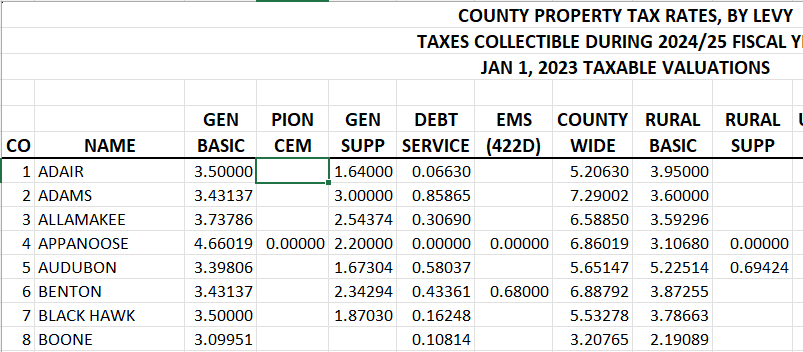 COUNTY PROPERTY TAX RATES, BY LEVY
TAXES COLLECTIBLE DURING 2024/25 FISCAL
JAN 1, 2023 TAXABLE VALUATIONS
GEN PION GEN DEBT EMS COUNTY RURAL RURAL
CO NAME BASIC CEM SUPP SERVICE (422D) WIDE BASIC SUPP
1 ADAIR 3.50000 1.64000 0.06630 5.20630 3.95000
2 ADAMS 3.43137 3.00000 0.85865 7.29002 3.60000
3 ALLAMAKEE 3.73786 2.54374 0.30690 6.58850 3.59296
4 APPANOOSE 4.66019 0.00000 2.20000 0.00000 0.00000 6.86019 3.10680 0.00000
5 AUDUBON 3.39806 1.67304 0.58037 5.65147 5.22514 0.69424
6 BENTON 3.43137 2.34294 0.43361 0.68000 6.88792 3.87255
7 BLACK HAWK 3.50000 1.87030 0.16248 5.53278 3.78663
8 BOONE 3.09951 0.10814 3.20765 2.19089